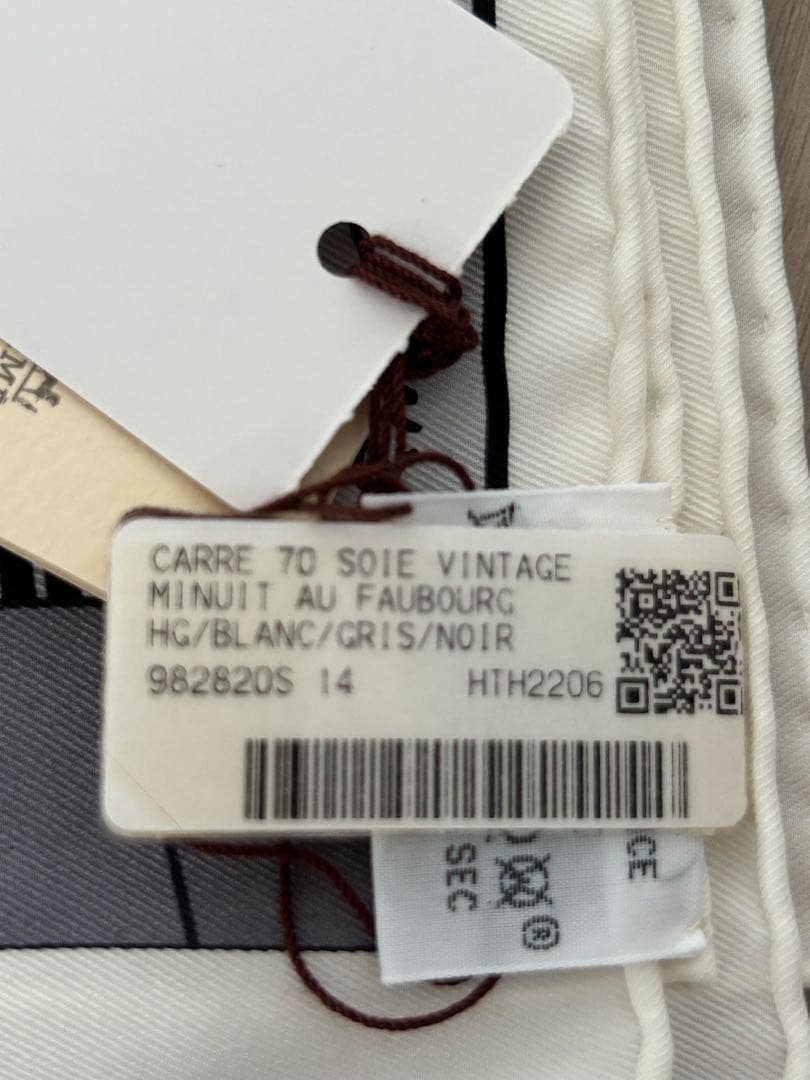 CARRE 70 SOIE VINTAGE
MINUIT AU FAUBOURG
HG/BLANC/GRIS/NOIR
982820S 14 HTH2206
SEC
®